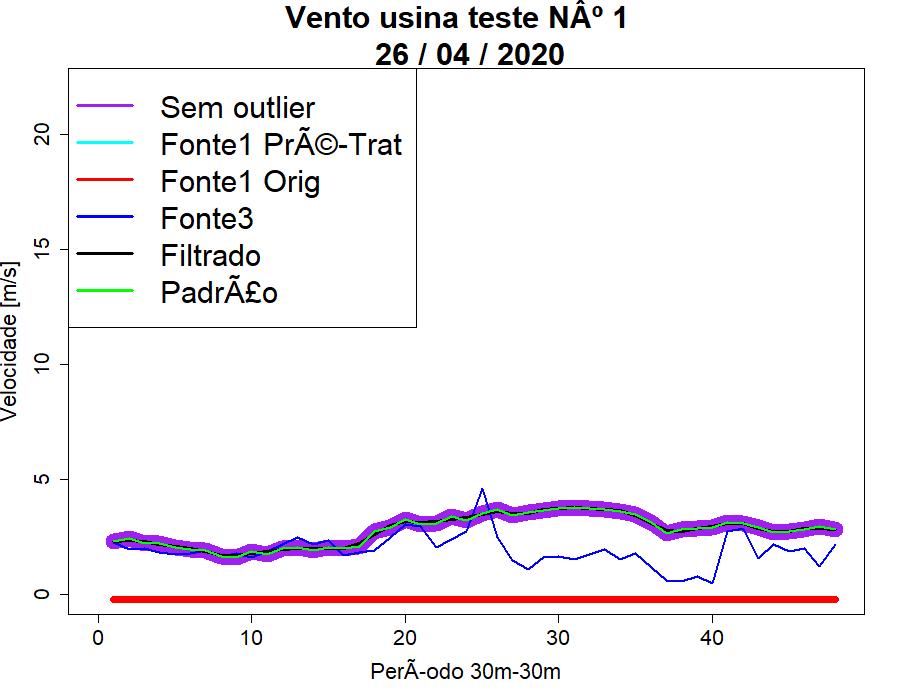 Vento usina teste NÂº 1
26 / 04 / 2020
Sem outlier
Fonte1 PrÃ©-Trat
Fonte1 Orig
Fonte3
Filtrado
PadrÃ£o
Velocidade [m/s]
20
15
10
5
0
0 10 20 30 40
PerÃ-odo 30m-30m